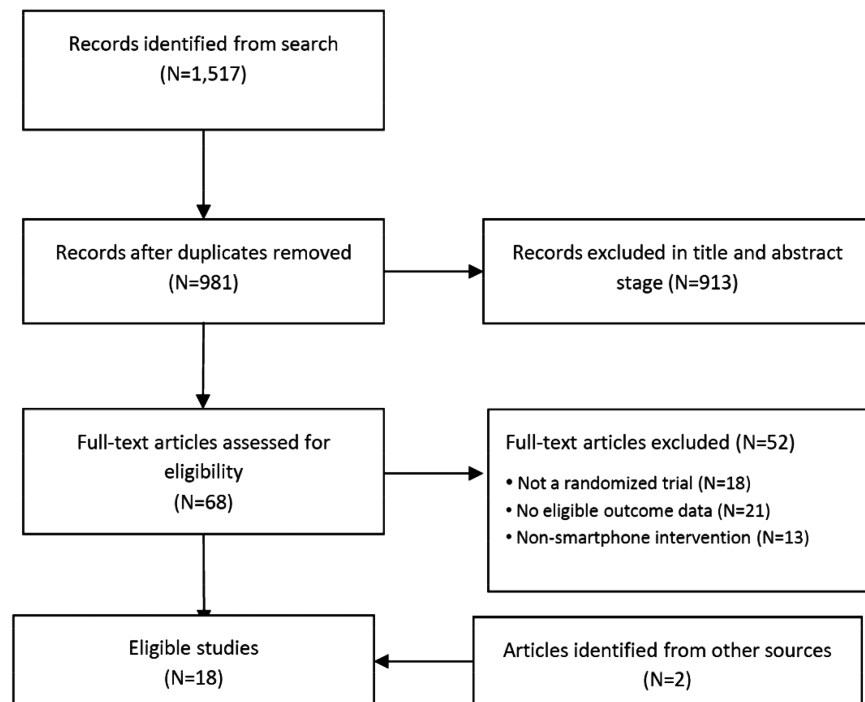 Records identified from search
(N=1,517)
Records after duplicates removed
(N=981)
Records excluded in title and abstract
stage (N=913)
Full-text articles assessed for
eligibility
(N=68)
Full-text articles excluded (N=52)
• Not a randomized trial (N=18)
• No eligible outcome data (N=21)
• Non-smartphone intervention (N=13)
Eligible studies
(N=18)
Articles identified from other sources
(N=2)